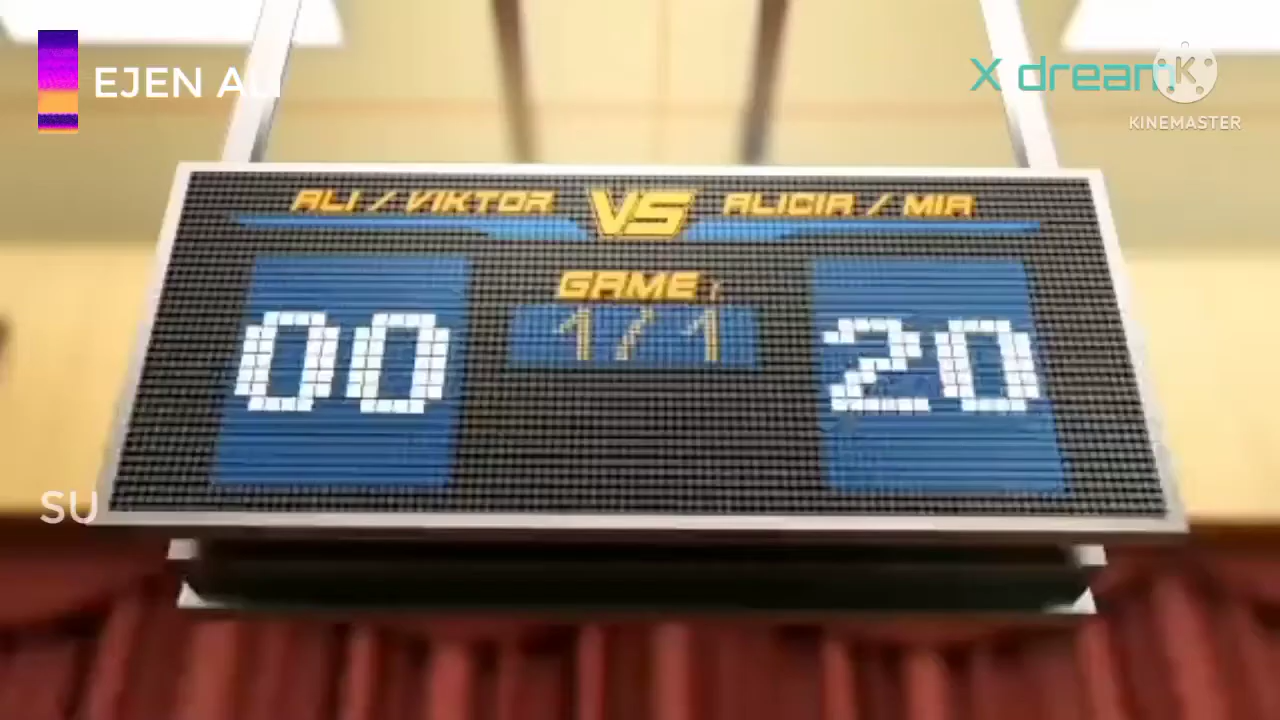 EJEN ALI
X dream
K
KINEMASTER
ALI / VIKTOR VS ALICIA / MIA
GAME
1 / 1
00
20
SU